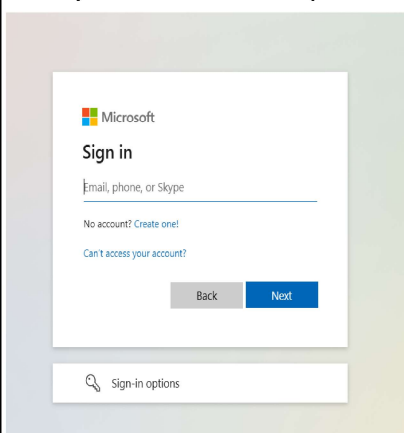 Microsoft
Sign in
Email, phone, or Skype
No account? Create one!
Can't access your account?
Back Next
Sign-in options